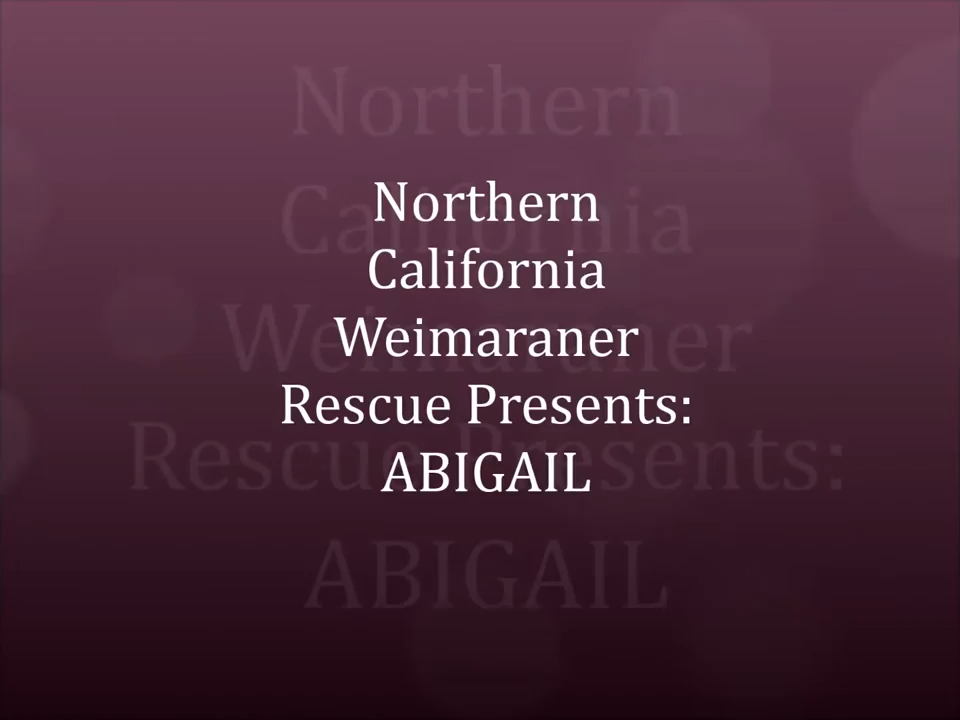 Northern
California
Weimaraner
Rescue Presents:
ABIGAIL